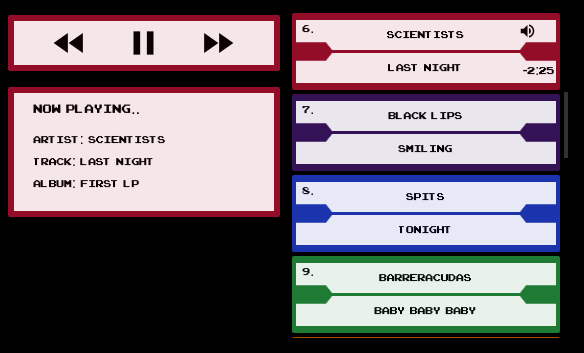 NOW PLAYING..
ARTIST: SCIENTISTS
TRACK: LAST NIGHT
ALBUM: FIRST LP
6.
SCIENTISTS
LAST NIGHT
-2:25
7.
BLACK LIPS
SMILING
8.
SPITS
TONIGHT
9.
BARRERACUDAS
BABY BABY BABY